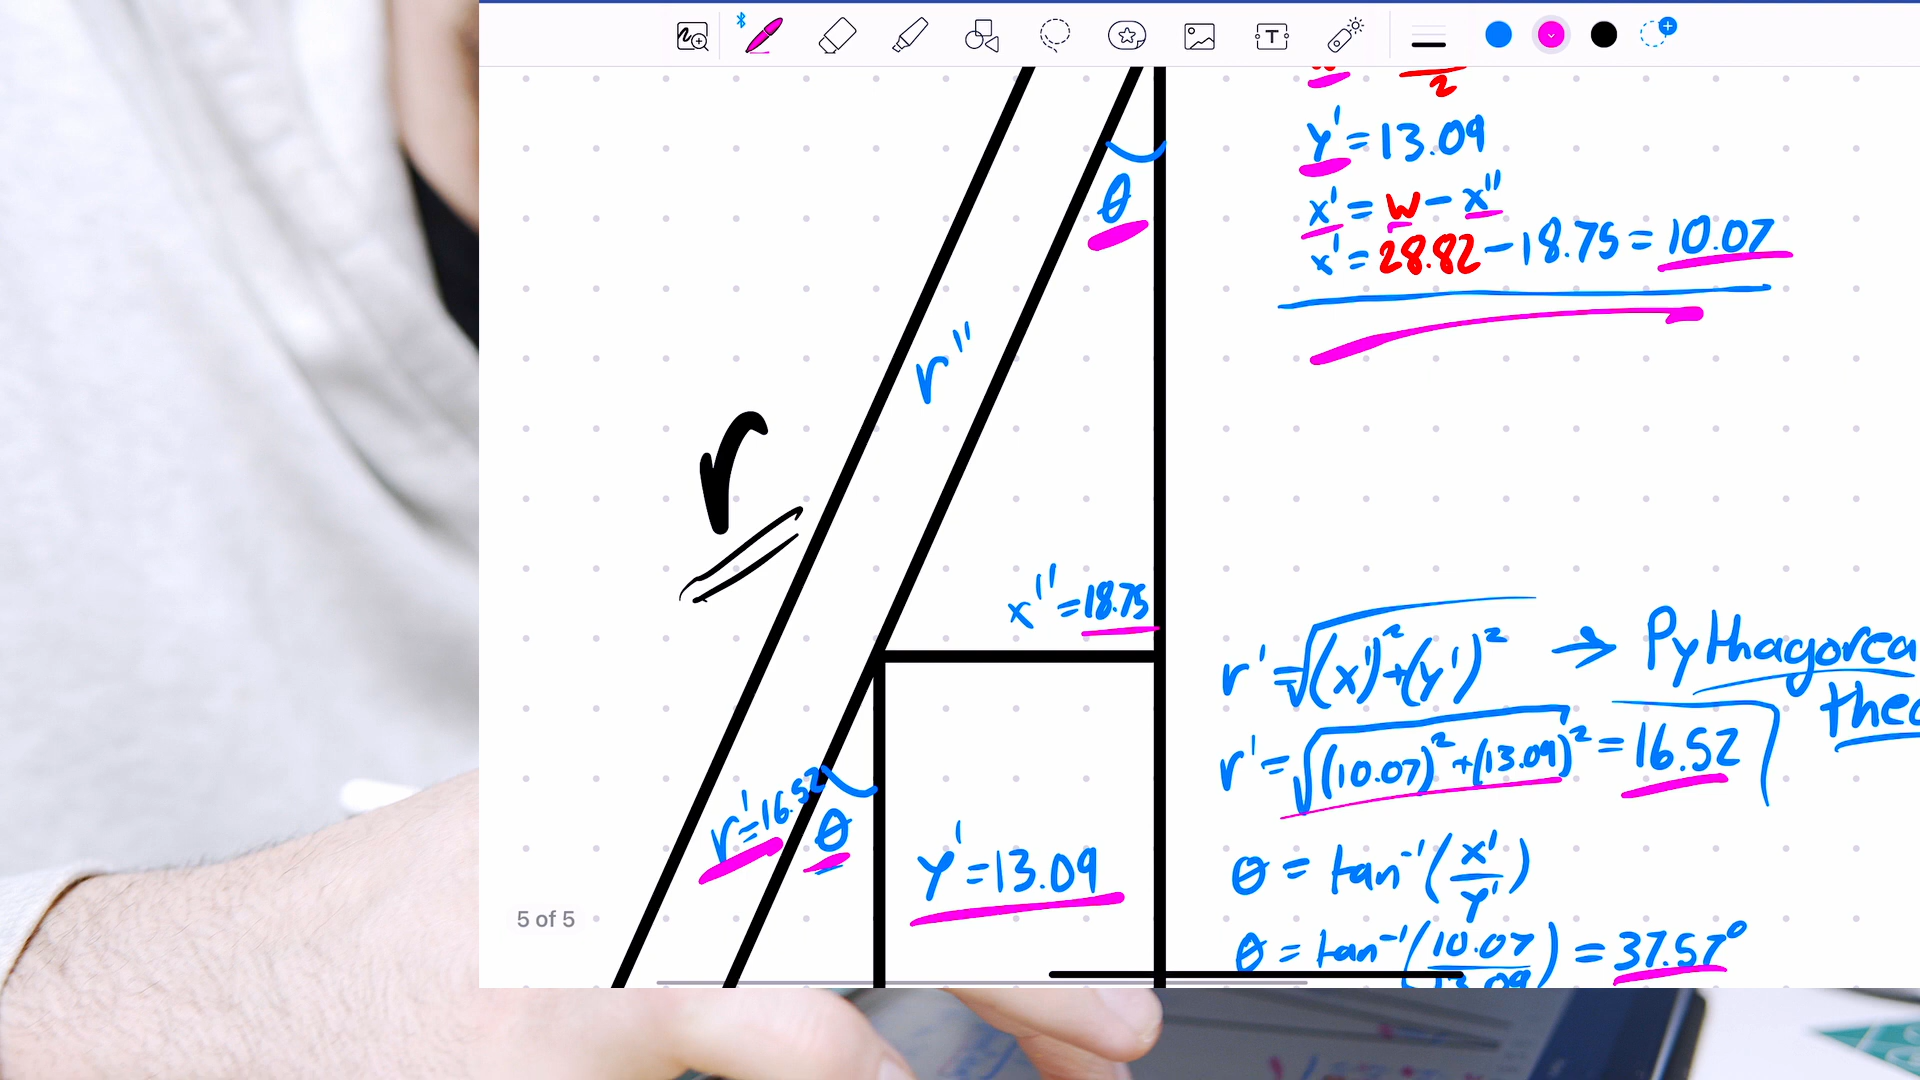 T
2
y' = 13.09
x' = w - x"
x' = 28.82 - 18.75 = 10.07
θ
r"
r
x" = 18.75
r' = √(x')² + (y')² → Pythagorea
theo
r' = √(10.07)² + (13.09)² = 16.52
r' = 16.52
θ
y' = 13.09
θ = tan⁻¹(x'/y')
θ = tan⁻¹(10.07/13.09) = 37.57°
5 of 5